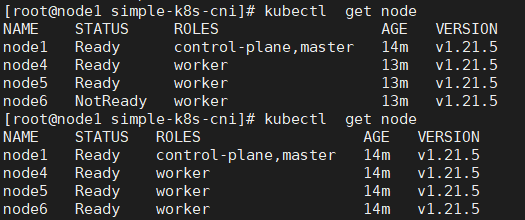 [root@node1 simple-k8s-cni]# kubectl  get node
NAME    STATUS     ROLES                  AGE   VERSION
node1   Ready      control-plane,master   14m   v1.21.5
node4   Ready      worker                 13m   v1.21.5
node5   Ready      worker                 13m   v1.21.5
node6   NotReady   worker                 13m   v1.21.5
[root@node1 simple-k8s-cni]# kubectl  get node
NAME    STATUS   ROLES                  AGE   VERSION
node1   Ready    control-plane,master   14m   v1.21.5
node4   Ready    worker                 14m   v1.21.5
node5   Ready    worker                 14m   v1.21.5
node6   Ready    worker                 14m   v1.21.5